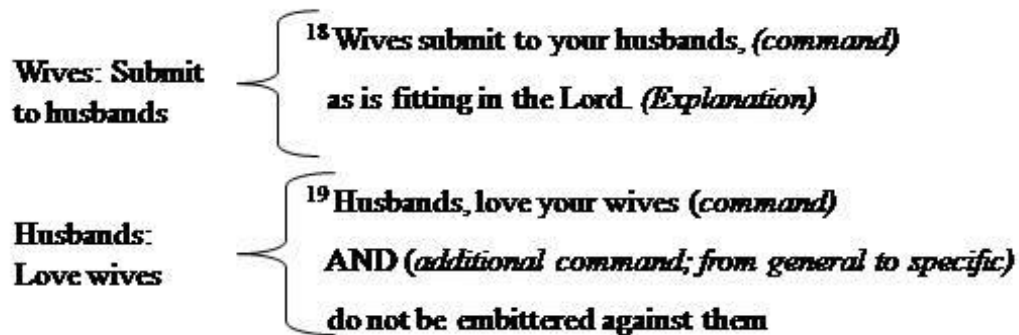 Wives: Submit
to husbands
18 Wives submit to your husbands, (command)
as is fitting in the Lord. (Explanation)
Husbands:
Love wives
19 Husbands, love your wives (command)
AND (additional command; from general to specific)
do not be embittered against them